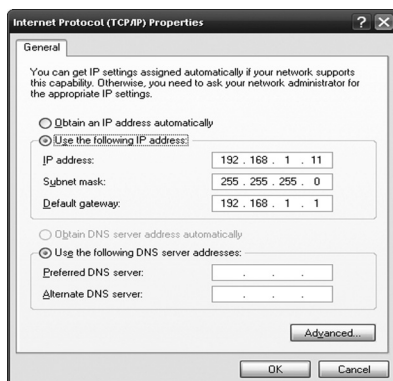 Internet Protocol (TCP/IP) Properties
General
You can get IP settings assigned automatically if your network supports
this capability. Otherwise, you need to ask your network administrator for
the appropriate IP settings.
Obtain an IP address automatically
Use the following IP address:
IP address: 192 . 168 . 1 . 11
Subnet mask: 255 . 255 . 255 . 0
Default gateway: 192 . 168 . 1 . 1
Obtain DNS server address automatically
Use the following DNS server addresses:
Preferred DNS server: . . .
Alternate DNS server: . . .
Advanced...
OK Cancel